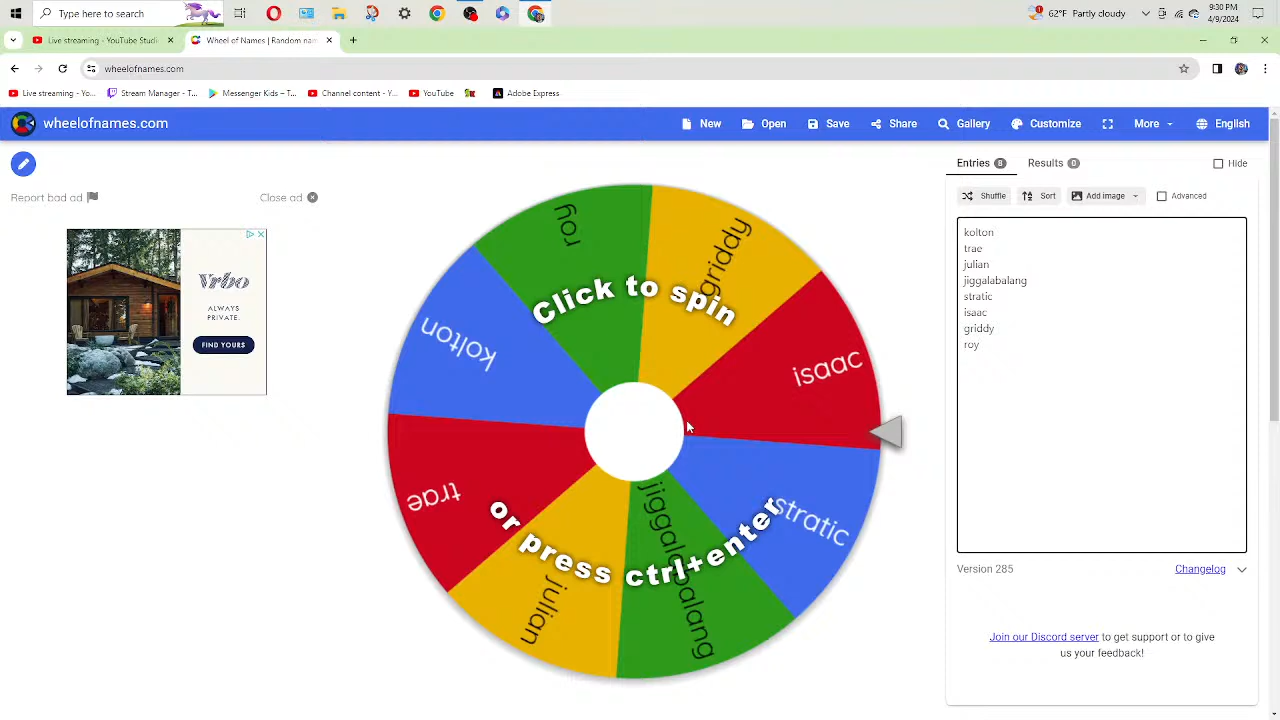 Type here to search
62°F Partly cloudy
9:30 PM
4/9/2024
Live streaming - YouTube Studi
Wheel of Names | Random nam
wheelofnames.com
Live streaming - Yo...
Stream Manager - T...
Messenger Kids – T...
Channel content - Y...
YouTube
Adobe Express
wheelofnames.com
New
Open
Save
Share
Gallery
Customize
More
English
Report bad ad
Close ad
Vrbo
ALWAYS
PRIVATE.
FIND YOURS
roy
griddy
isaac
stratic
jiggalabalang
julian
trae
kolton
Click to spin
or press ctrl+enter
Entries 8
Results 0
Hide
Shuffle
Sort
Add image
Advanced
kolton
trae
julian
jiggalabalang
stratic
isaac
griddy
roy
Version 285
Changelog
Join our Discord server to get support or to give
us your feedback!